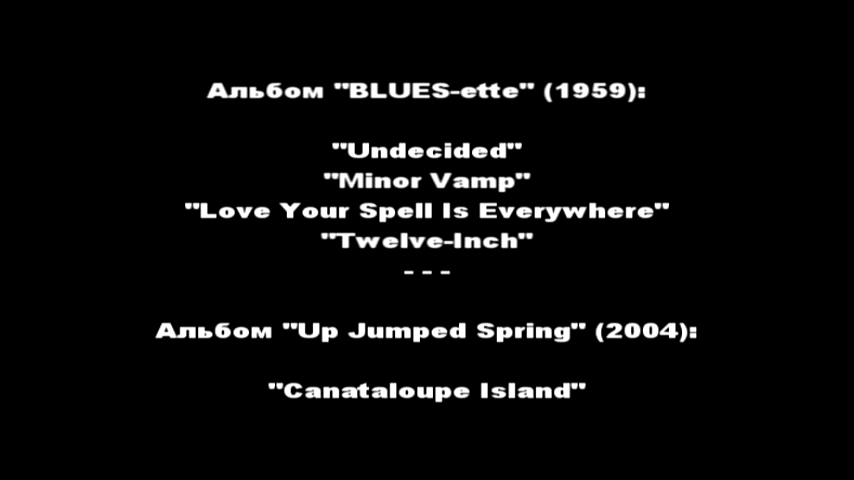 Альбом "BLUES-ette" (1959):
"Undecided"
"Minor Vamp"
"Love Your Spell Is Everywhere"
"Twelve-Inch"
- - -
Альбом "Up Jumped Spring" (2004):
"Canataloupe Island"